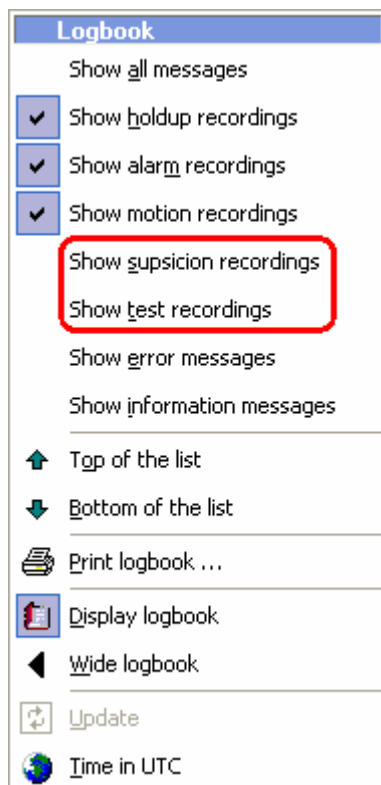 Logbook
Show all messages
Show holdup recordings
Show alarm recordings
Show motion recordings
Show supsicion recordings
Show test recordings
Show error messages
Show information messages
Top of the list
Bottom of the list
Print logbook ...
Display logbook
Wide logbook
Update
Time in UTC